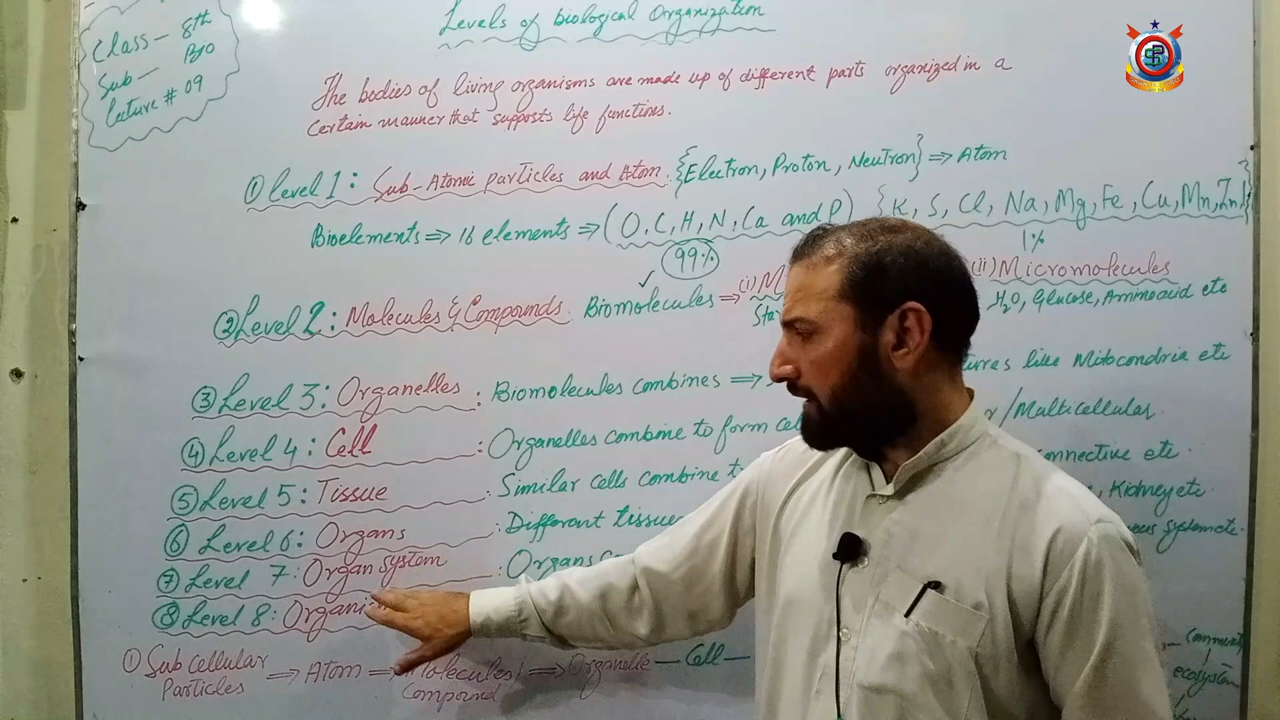 Levels of biological Organization
Class - 8th
Sub - Bio
Lecture # 09
The bodies of living organisms are made up of different parts organized in a
Certain manner that supports life functions.
① Level 1: Sub-Atomic particles and Atom. {Electron, Proton, Neutron} ⇒ Atom
Bioelements ⇒ 16 elements ⇒ (O, C, H, N, Ca and P) {K, S, Cl, Na, Mg, Fe, Cu, Mn, Zn, I}
99% 1%
② Level 2: Molecules & Compounds. Biomolecules ⇒ (i) M (ii) Micromolecules
Star H₂O, Glucose, Aminoacid etc
③ Level 3: Organelles : Biomolecules combines ⇒ like Mitocondria etc
④ Level 4: Cell : Organelles combine to form /Multicellular
⑤ Level 5: Tissue : Similar cells combine onnective etc.
⑥ Level 6: Organs : Differant tissue , Kidney etc.
⑦ Level 7: Organ system : Organs
⑧ Level 8: Organi
① Sub cellular Particles ⇒ Atom ⇒ Molecules/ Compound ⇒ Organelle - Cell -
ecosystem